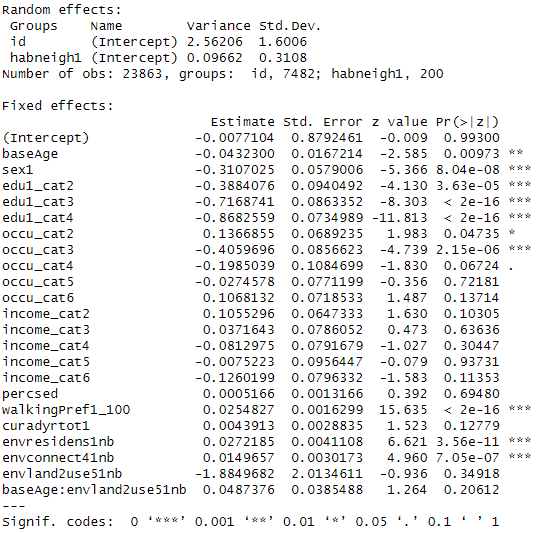 Random effects:
 Groups    Name        Variance Std.Dev.
 id        (Intercept) 2.56206  1.6006
 habneigh1 (Intercept) 0.09662  0.3108
Number of obs: 23863, groups:  id, 7482; habneigh1, 200

Fixed effects:
                        Estimate Std. Error z value Pr(>|z|)
(Intercept)           -0.0077104  0.8792461  -0.009  0.99300
baseAge               -0.0432300  0.0167214  -2.585  0.00973 **
sex1                  -0.3107025  0.0579006  -5.366 8.04e-08 ***
edu1_cat2             -0.3884076  0.0940492  -4.130 3.63e-05 ***
edu1_cat3             -0.7168741  0.0863352  -8.303  < 2e-16 ***
edu1_cat4             -0.8682559  0.0734989 -11.813  < 2e-16 ***
occu_cat2              0.1366855  0.0689235   1.983  0.04735 *
occu_cat3             -0.4059696  0.0856623  -4.739 2.15e-06 ***
occu_cat4             -0.1985039  0.1084699  -1.830  0.06724 .
occu_cat5             -0.0274578  0.0771199  -0.356  0.72181
occu_cat6              0.1068132  0.0718533   1.487  0.13714
income_cat2            0.1055296  0.0647333   1.630  0.10305
income_cat3            0.0371643  0.0786052   0.473  0.63636
income_cat4           -0.0812975  0.0791679  -1.027  0.30447
income_cat5           -0.0075223  0.0956447  -0.079  0.93731
income_cat6           -0.1260199  0.0796332  -1.583  0.11353
percsed                0.0005166  0.0013166   0.392  0.69480
walkingPref1_100       0.0254827  0.0016299  15.635  < 2e-16 ***
curadyrtot1            0.0043913  0.0028835   1.523  0.12779
envresidens1nb         0.0272185  0.0041108   6.621 3.56e-11 ***
envconnect41nb         0.0149657  0.0030173   4.960 7.05e-07 ***
envland2use51nb       -1.8849682  2.0134611  -0.936  0.34918
baseAge:envland2use51nb  0.0487376  0.0385488   1.264  0.20612
---
Signif. codes:  0 ‘***’ 0.001 ‘**’ 0.01 ‘*’ 0.05 ‘.’ 0.1 ‘ ’ 1